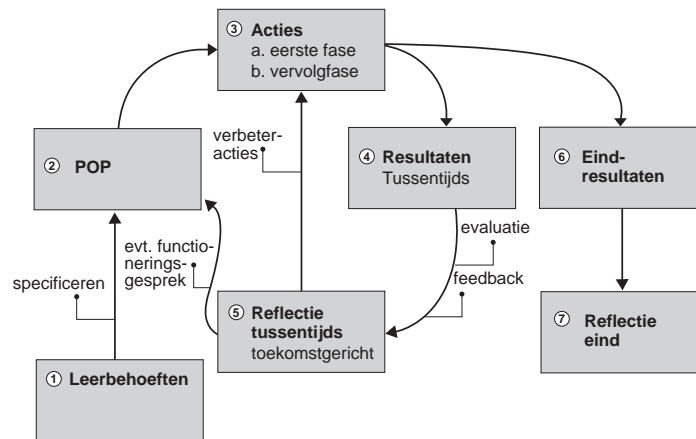 ③ Acties
a. eerste fase
b. vervolgfase
verbeter-
acties
② POP
④ Resultaten
Tussentijds
⑥ Eind-
resultaten
evt. functio-
nerings-
gesprek
evaluatie
feedback
specificeren
⑤ Reflectie
tussentijds
toekomstgericht
⑦ Reflectie
eind
① Leerbehoeften